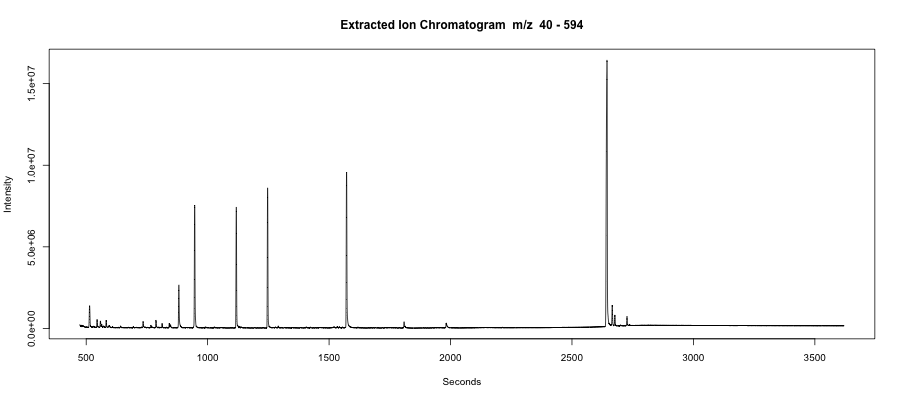 Extracted Ion Chromatogram m/z 40 - 594
Intensity
1.5e+07
1.0e+07
5.0e+06
0.0e+00
500 1000 1500 2000 2500 3000 3500
Seconds